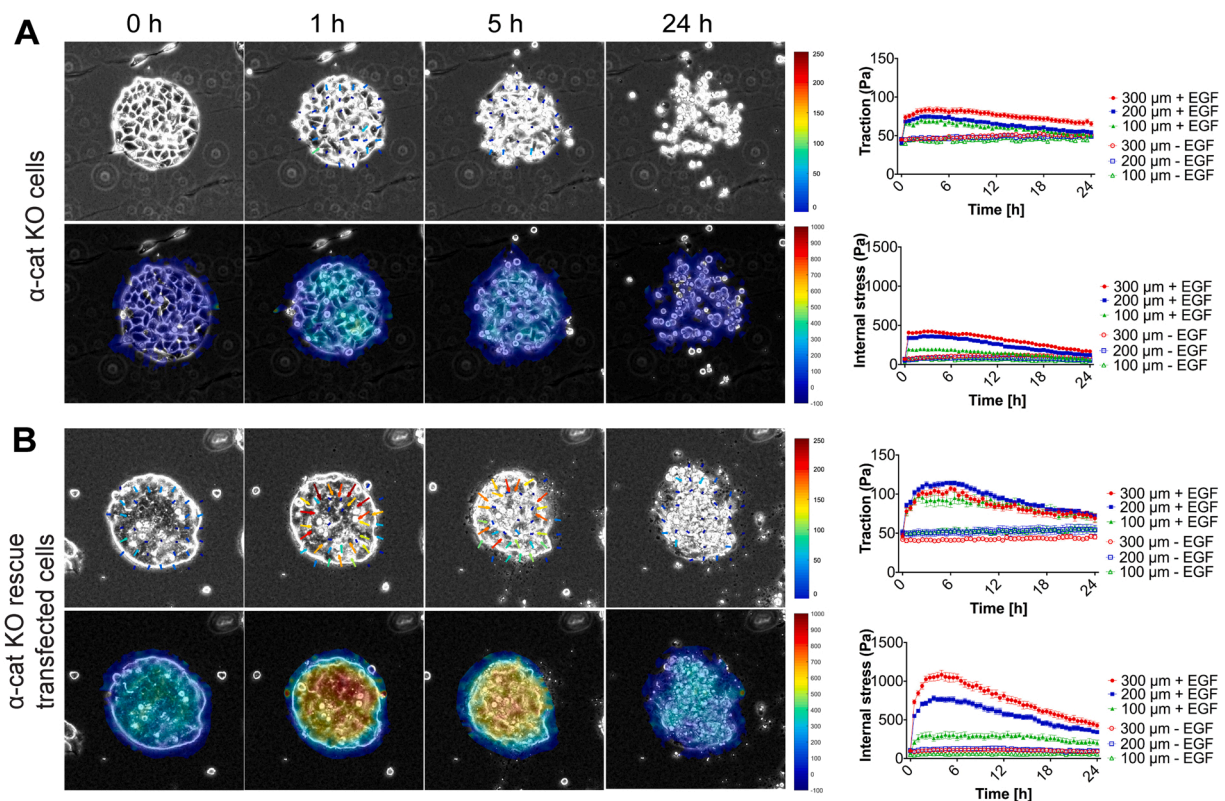 A
0 h
1 h
5 h
24 h
α-cat KO cells
250
200
150
100
50
0
1000
900
800
700
600
500
400
300
200
100
0
-100
Traction (Pa)
150
100
50
0
0
6
12
18
24
Time [h]
300 µm + EGF
200 µm + EGF
100 µm + EGF
300 µm - EGF
200 µm - EGF
100 µm - EGF
Internal stress (Pa)
1500
1000
500
0
0
6
12
18
24
Time [h]
300 µm + EGF
200 µm + EGF
100 µm + EGF
300 µm - EGF
200 µm - EGF
100 µm - EGF
B
α-cat KO rescue
transfected cells
250
200
150
100
50
0
1000
900
800
700
600
500
400
300
200
100
0
-100
Traction (Pa)
150
100
50
0
0
6
12
18
24
Time [h]
300 µm + EGF
200 µm + EGF
100 µm + EGF
300 µm - EGF
200 µm - EGF
100 µm - EGF
Internal stress (Pa)
1500
1000
500
0
0
6
12
18
24
Time [h]
300 µm + EGF
200 µm + EGF
100 µm + EGF
300 µm - EGF
200 µm - EGF
100 µm - EGF